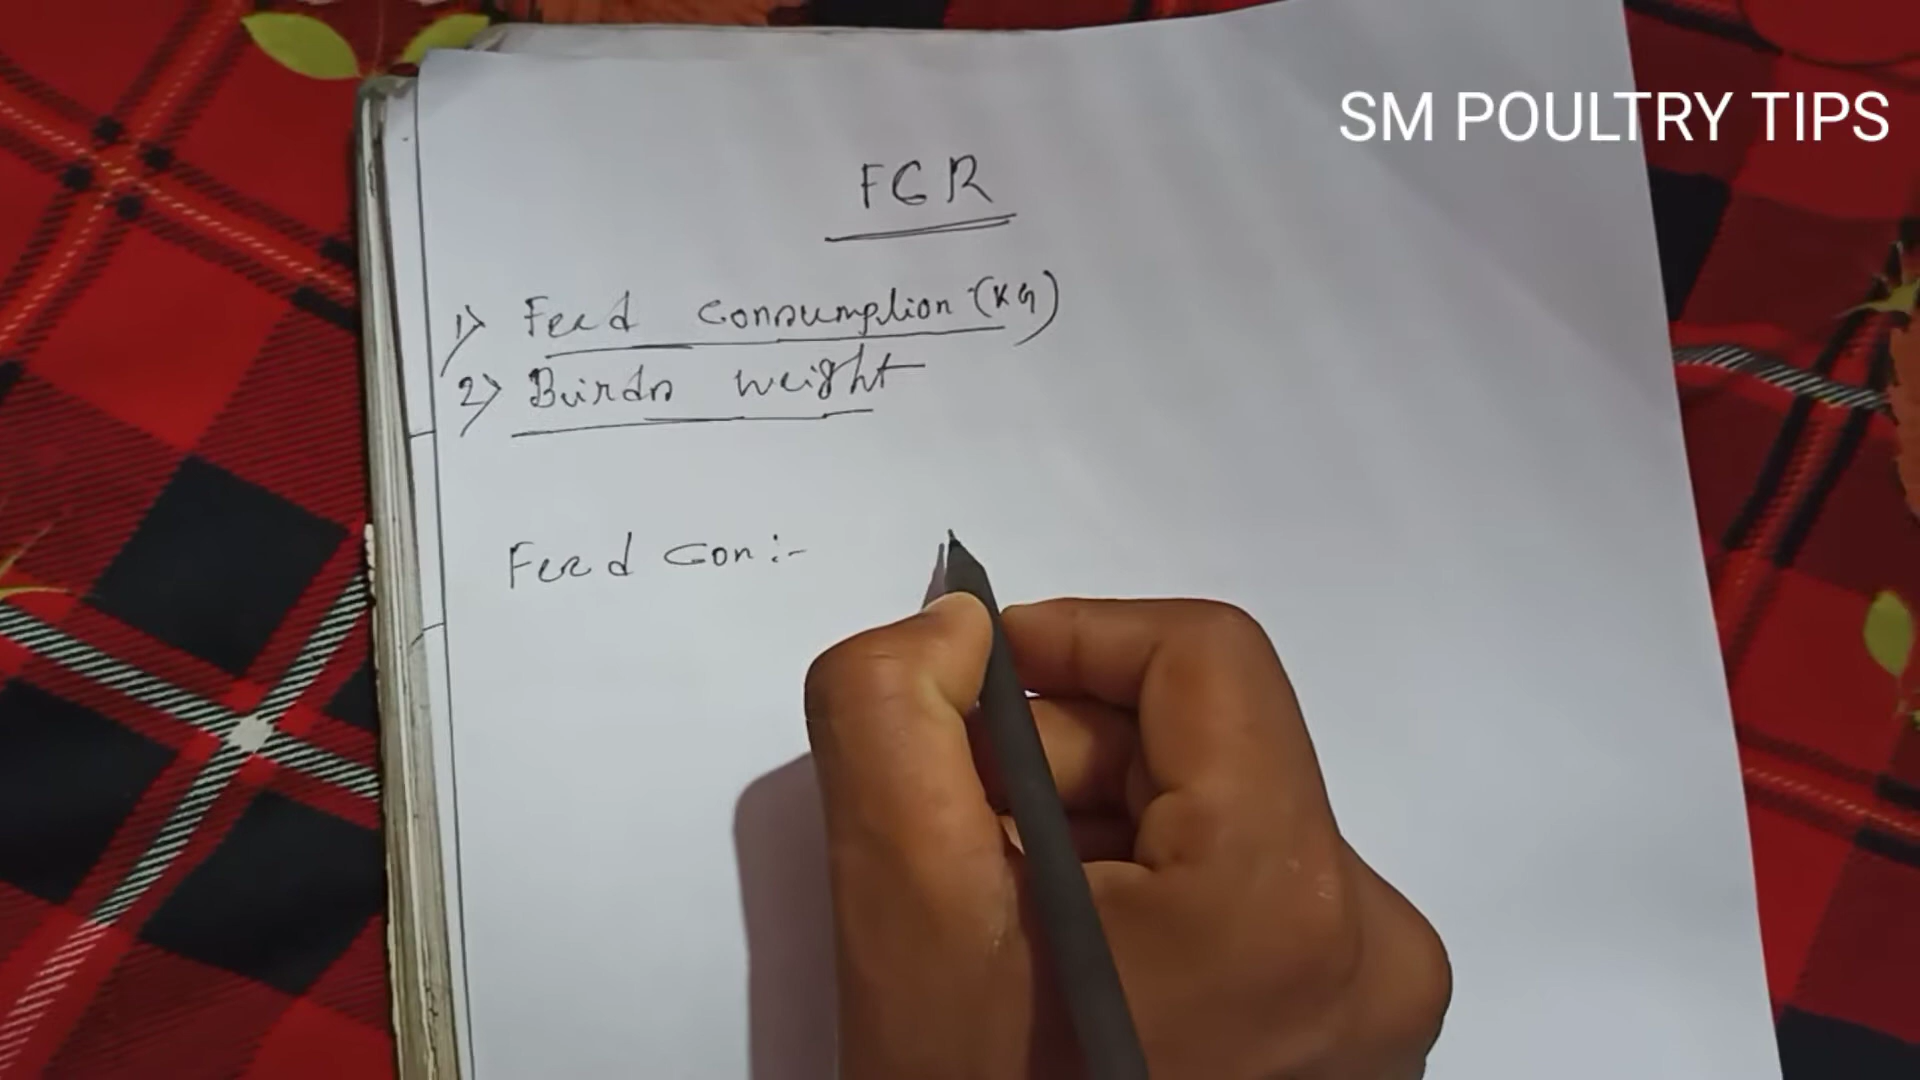 SM POULTRY TIPS
FCR
1) Feed Consumption (KG)
2) Birds weight
Feed Con :-